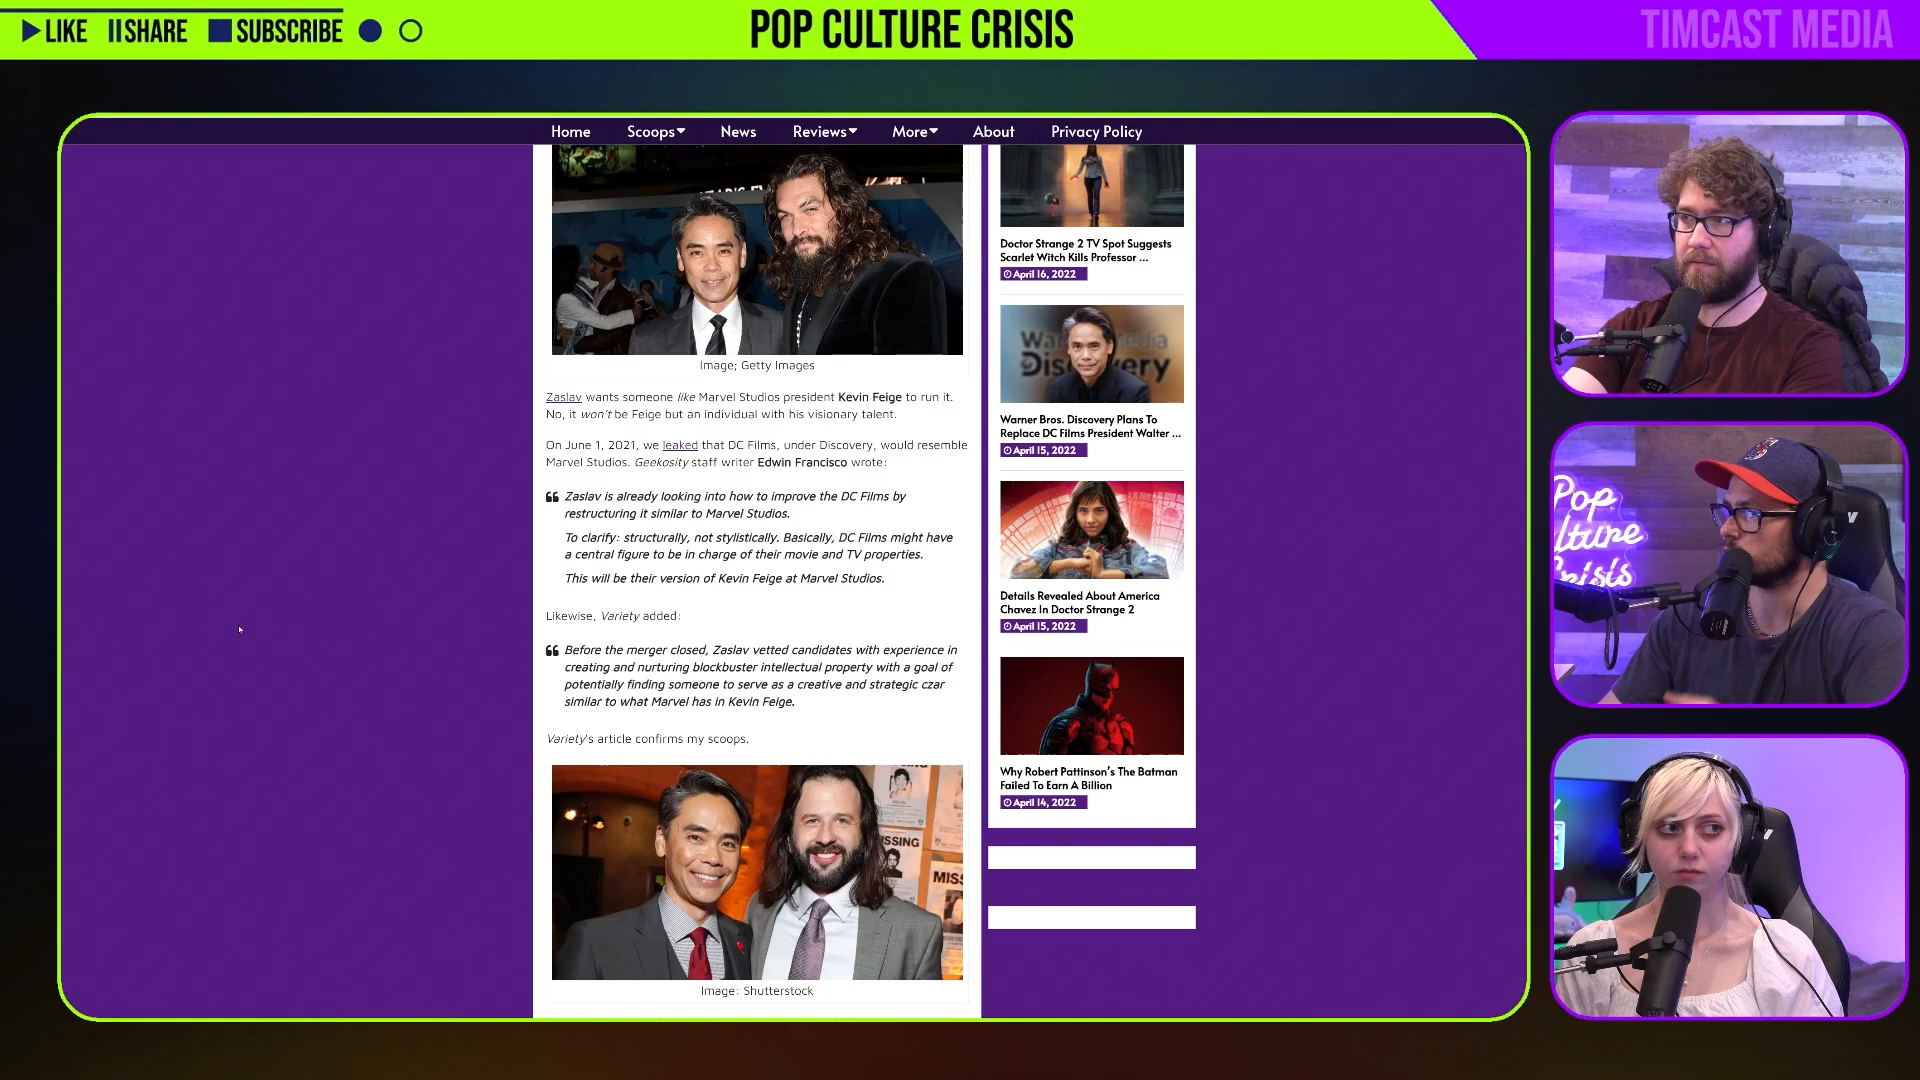 LIKE SHARE SUBSCRIBE
POP CULTURE CRISIS
TIMCAST MEDIA
Home Scoops News Reviews More About Privacy Policy
Image; Getty Images
Zaslav wants someone like Marvel Studios president Kevin Feige to run it.
No, it won't be Feige but an individual with his visionary talent.
On June 1, 2021, we leaked that DC Films, under Discovery, would resemble
Marvel Studios. Geekosity staff writer Edwin Francisco wrote:
“ Zaslav is already looking into how to improve the DC Films by
restructuring it similar to Marvel Studios.
To clarify: structurally, not stylistically. Basically, DC Films might have
a central figure to be in charge of their movie and TV properties.
This will be their version of Kevin Feige at Marvel Studios.
Likewise, Variety added:
“ Before the merger closed, Zaslav vetted candidates with experience in
creating and nurturing blockbuster intellectual property with a goal of
potentially finding someone to serve as a creative and strategic czar
similar to what Marvel has in Kevin Feige.
Variety's article confirms my scoops.
MISSING
ISSING
MISS
Image: Shutterstock
Doctor Strange 2 TV Spot Suggests
Scarlet Witch Kills Professor ...
April 16, 2022
Discovery
Warner Bros. Discovery Plans To
Replace DC Films President Walter ...
April 15, 2022
Details Revealed About America
Chavez In Doctor Strange 2
April 15, 2022
Why Robert Pattinson's The Batman
Failed To Earn A Billion
April 14, 2022
Pop
lture
Crisis